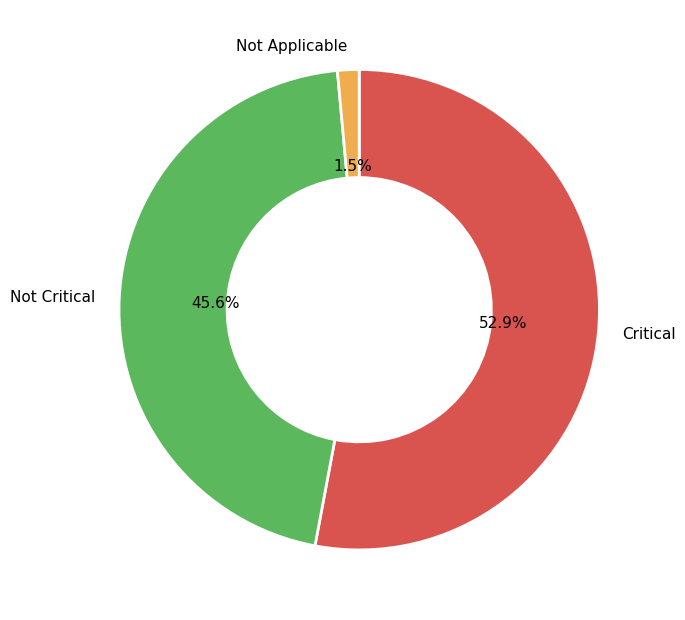 Not Applicable
1.5%
Not Critical
45.6%
52.9%
Critical